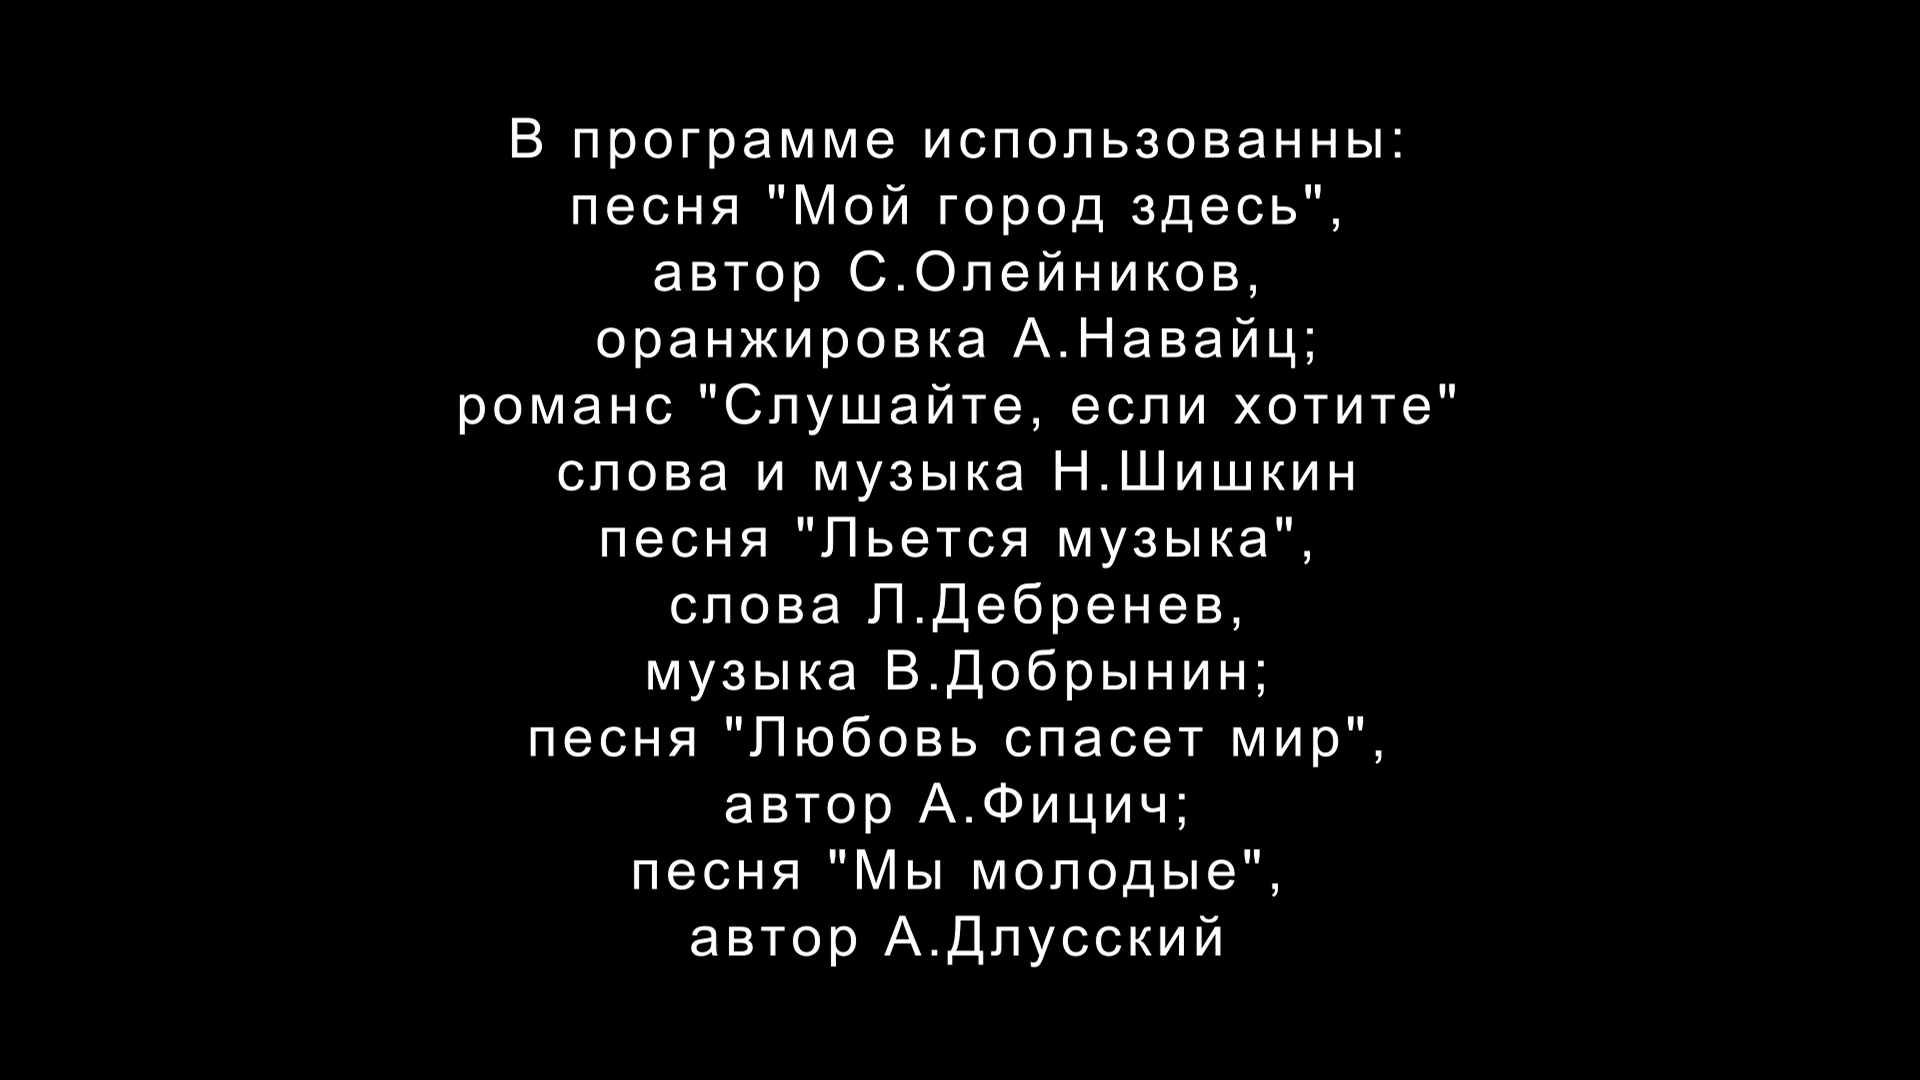 В программе использованны:
песня "Мой город здесь",
автор С.Олейников,
оранжировка А.Навайц;
романс "Слушайте, если хотите"
слова и музыка Н.Шишкин
песня "Льется музыка",
слова Л.Дебренев,
музыка В.Добрынин;
песня "Любовь спасет мир",
автор А.Фицич;
песня "Мы молодые",
автор А.Длусский